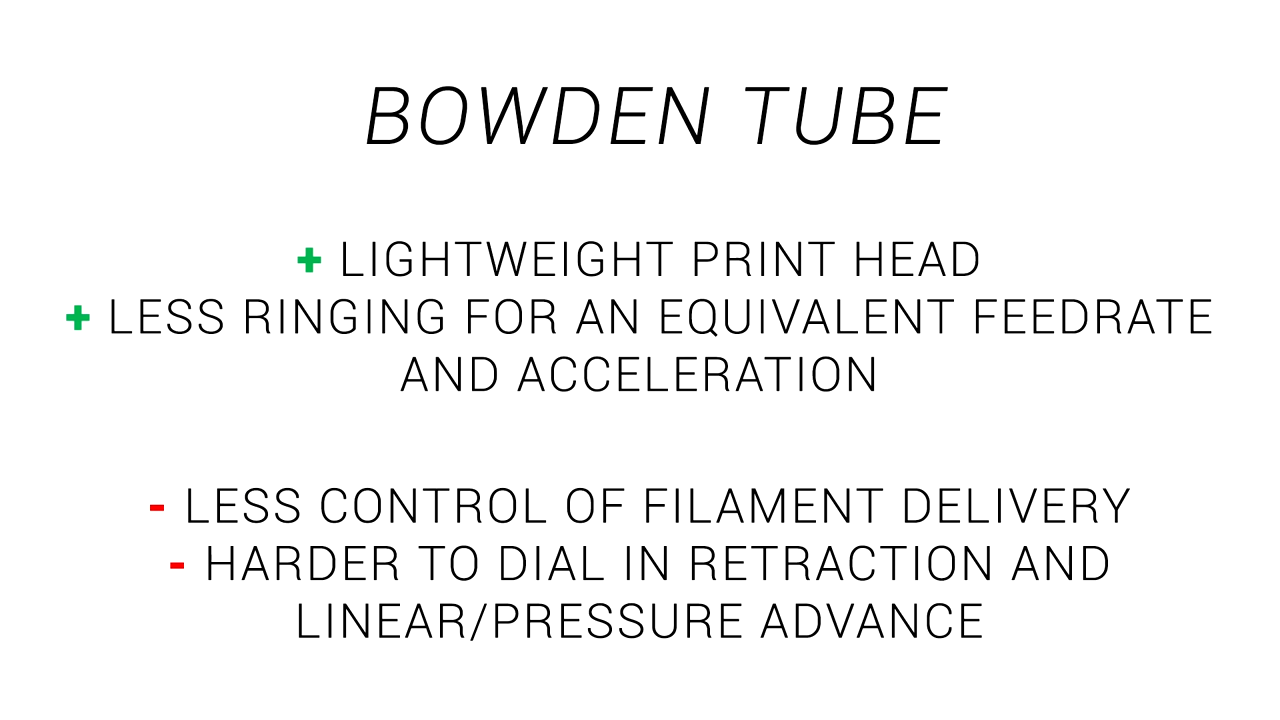 BOWDEN TUBE
+ LIGHTWEIGHT PRINT HEAD
+ LESS RINGING FOR AN EQUIVALENT FEEDRATE
AND ACCELERATION
- LESS CONTROL OF FILAMENT DELIVERY
- HARDER TO DIAL IN RETRACTION AND
LINEAR/PRESSURE ADVANCE